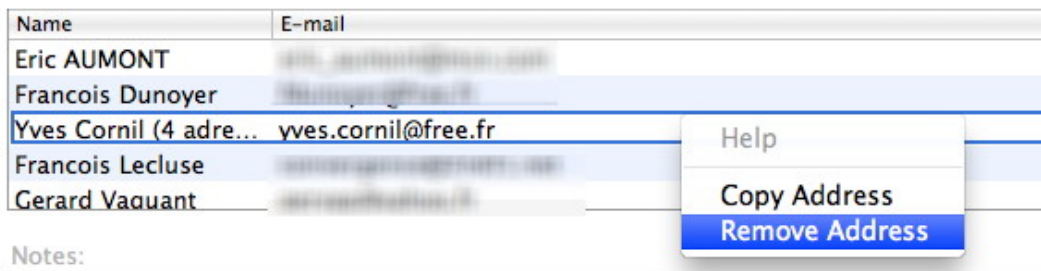 Name E-mail
Eric AUMONT
Francois Dunoyer
Yves Cornil (4 adre... yves.cornil@free.fr
Help
Francois Lecluse
Copy Address
Gerard Vaquant
Remove Address
Notes: